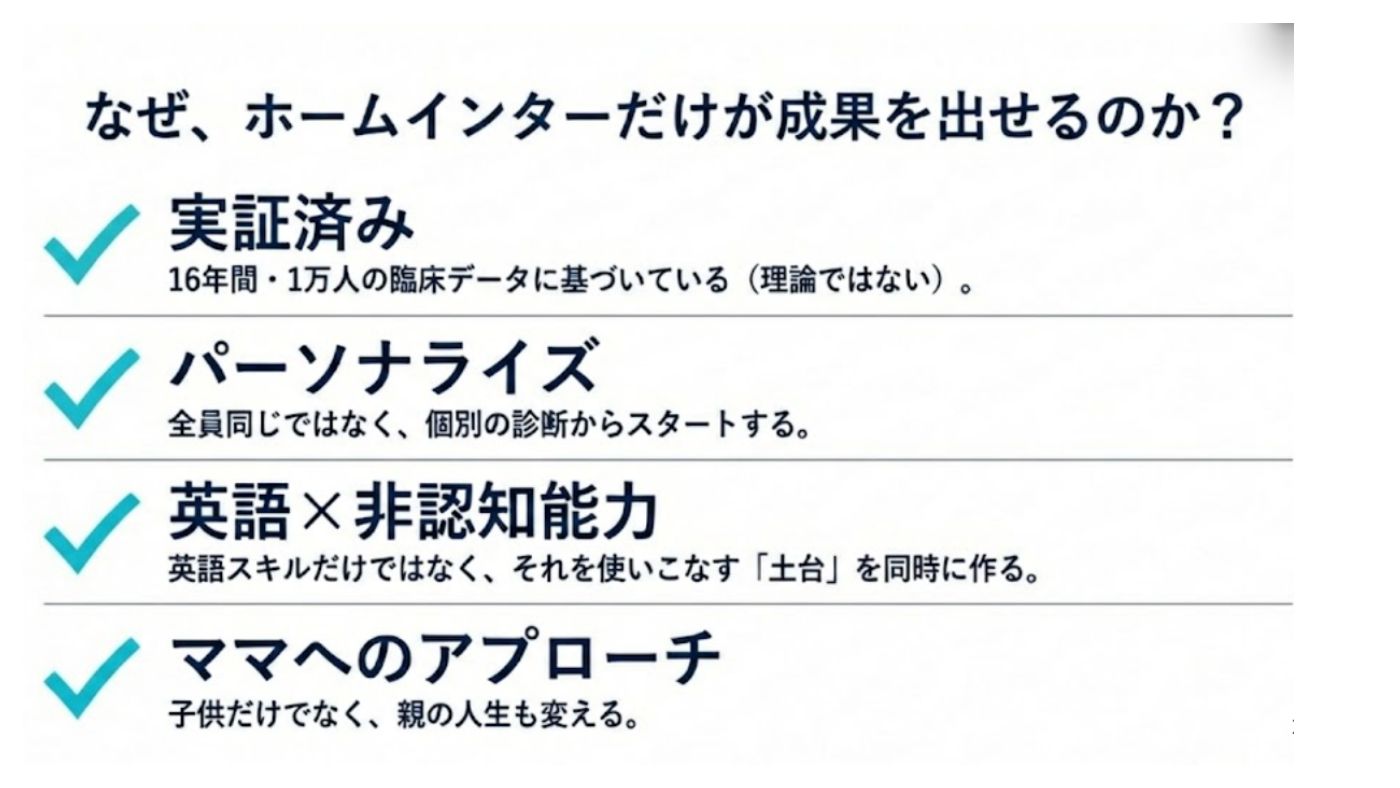 なぜ、ホームインターだけが成果を出せるのか？
実証済み
16年間・1万人の臨床データに基づいている（理論ではない）。
パーソナライズ
全員同じではなく、個別の診断からスタートする。
英語×非認知能力
英語スキルだけではなく、それを使いこなす「土台」を同時に作る。
ママへのアプローチ
子供だけでなく、親の人生も変える。